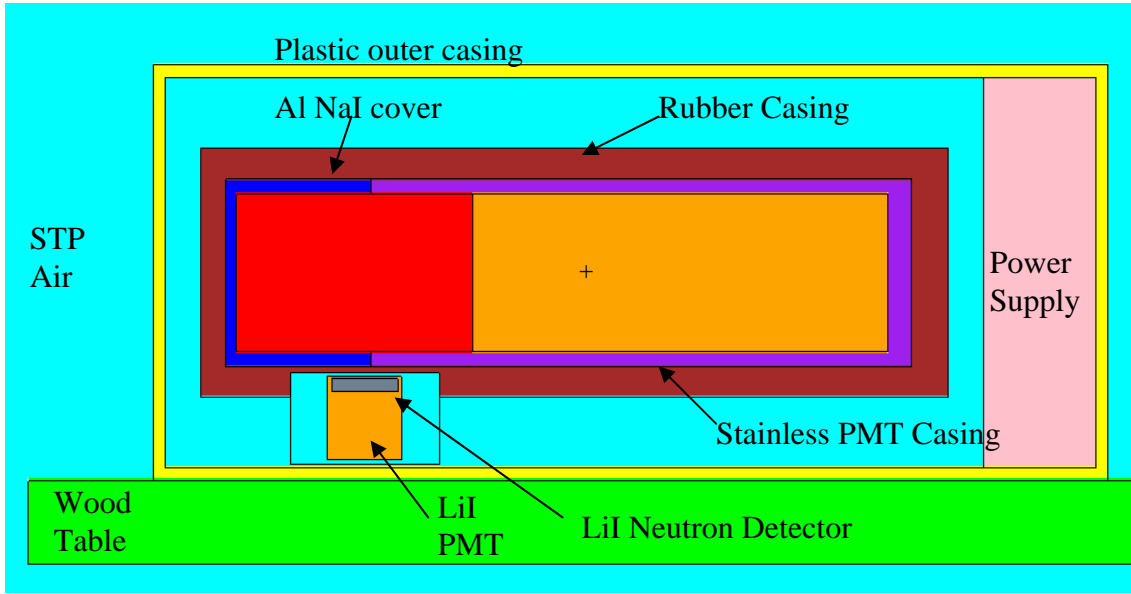 Plastic outer casing
Al NaI cover
Rubber Casing
STP
Air
Power
Supply
Stainless PMT Casing
Wood
Table
LiI
PMT
LiI Neutron Detector